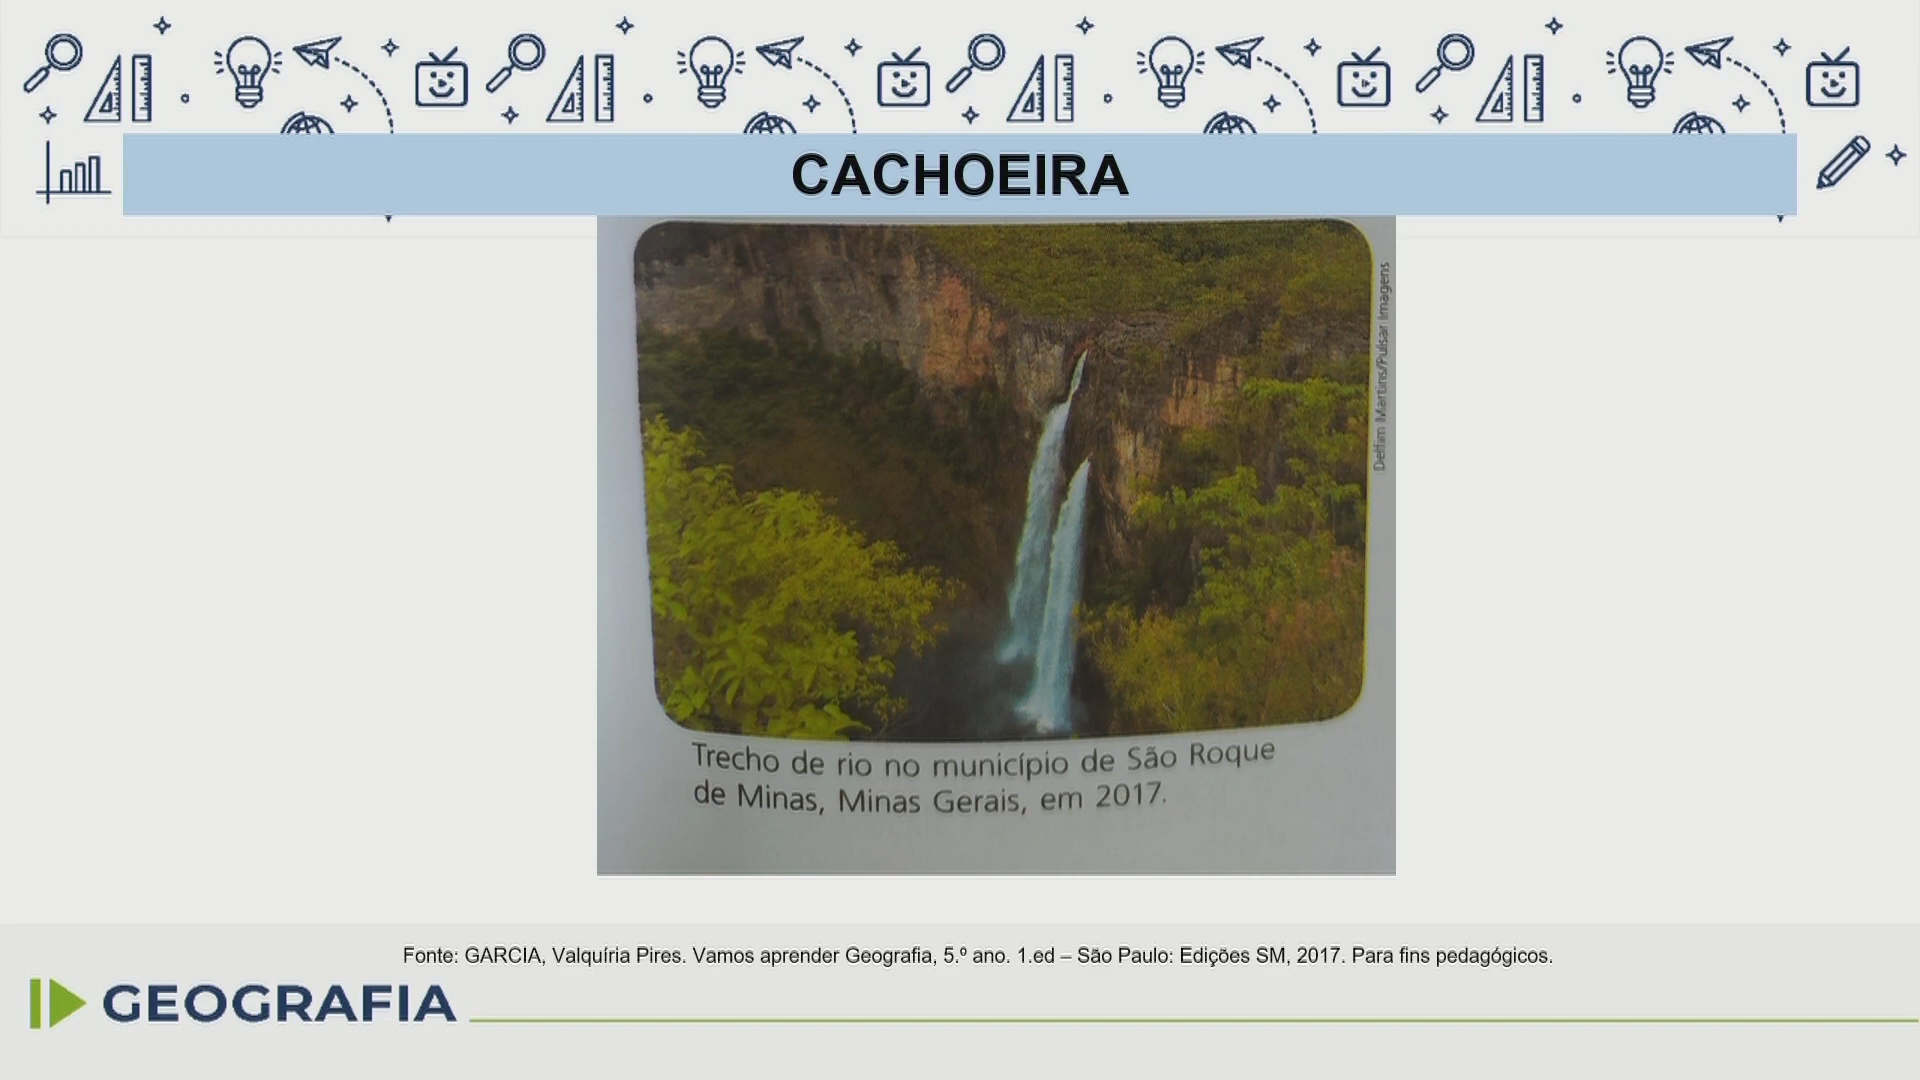 CACHOEIRA
Delfim Martins/Pulsar Imagens
Trecho de rio no município de São Roque
de Minas, Minas Gerais, em 2017.
Fonte: GARCIA, Valquíria Pires. Vamos aprender Geografia, 5.º ano. 1.ed – São Paulo: Edições SM, 2017. Para fins pedagógicos.
GEOGRAFIA